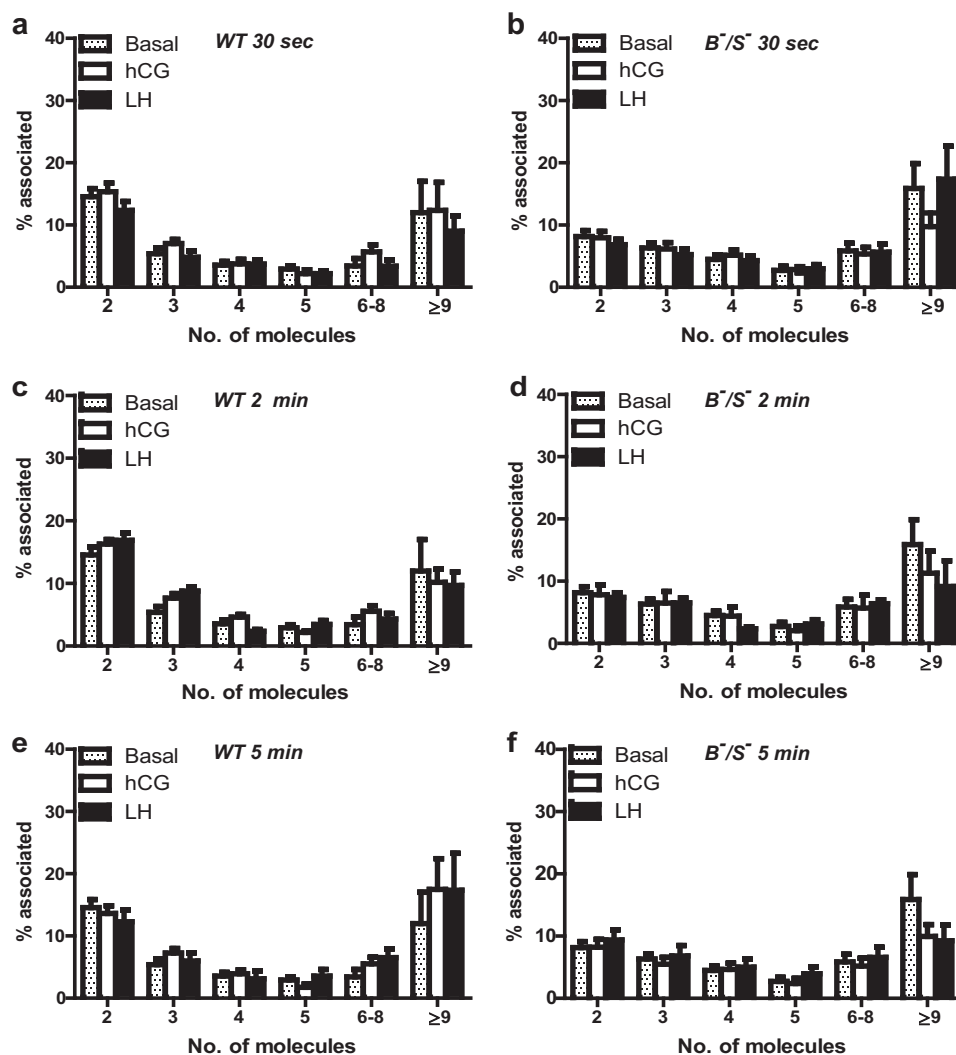 a
WT 30 sec
Basal
hCG
LH
40
30
20
10
0
% associated
2 3 4 5 6-8 ≥9
No. of molecules
b
B⁻/S⁻ 30 sec
Basal
hCG
LH
40
30
20
10
0
% associated
2 3 4 5 6-8 ≥9
No. of molecules
c
WT 2 min
Basal
hCG
LH
40
30
20
10
0
% associated
2 3 4 5 6-8 ≥9
No. of molecules
d
B⁻/S⁻ 2 min
Basal
hCG
LH
40
30
20
10
0
% associated
2 3 4 5 6-8 ≥9
No. of molecules
e
WT 5 min
Basal
hCG
LH
40
30
20
10
0
% associated
2 3 4 5 6-8 ≥9
No. of molecules
f
B⁻/S⁻ 5 min
Basal
hCG
LH
40
30
20
10
0
% associated
2 3 4 5 6-8 ≥9
No. of molecules